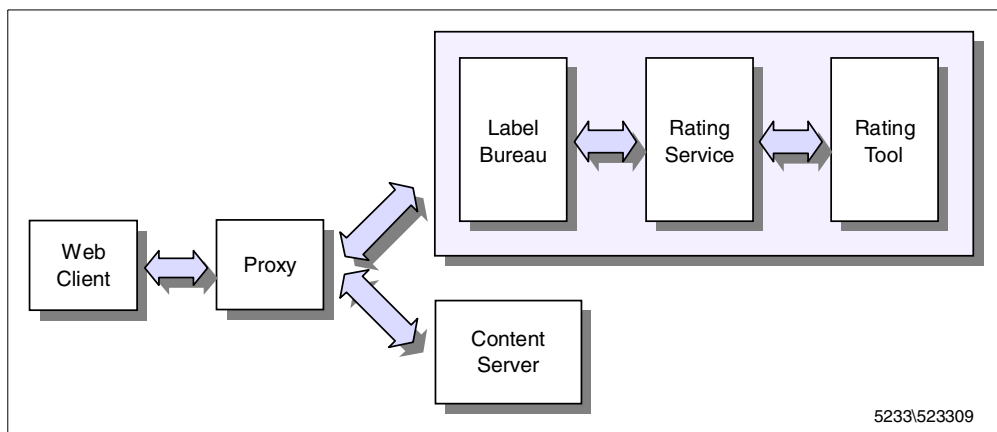 Label
Bureau
Rating
Service
Rating
Tool
Web
Client
Proxy
Content
Server
5233\523309